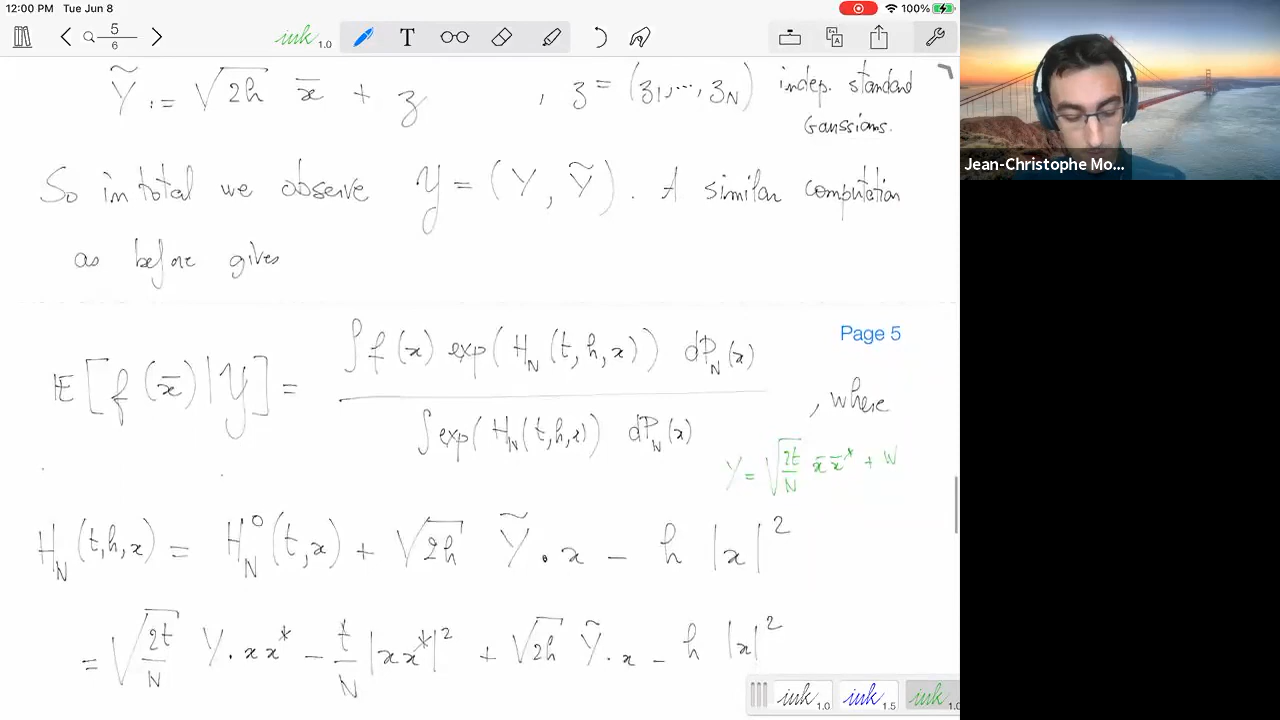 12:00 PM Tue Jun 8
100%
5
6
ink 1.0
T
Ỹ := √(2h) x̄ + z , z = (z₁, ..., z_N) indep. standard
Gaussians.
So in total we observe 𝒴 = (Y, Ỹ). A similar computation
as before gives
Page 5
𝔼[f(x̄) | 𝒴] = ∫ f(x) exp(H_N(t,h,x)) dP_N(x) / ∫ exp(H_N(t,h,x)) dP_N(x) , where
Y = √(2t/N) x̄ x̄* + W
H_N(t,h,x) = H_N⁰(t,x) + √(2h) Ỹ · x − h |x|²
= √(2t/N) Y · xx* − t/N |xx*|² + √(2h) Ỹ · x − h |x|²
ink 1.0 ink 1.5 ink 1.0
Jean-Christophe Mo...